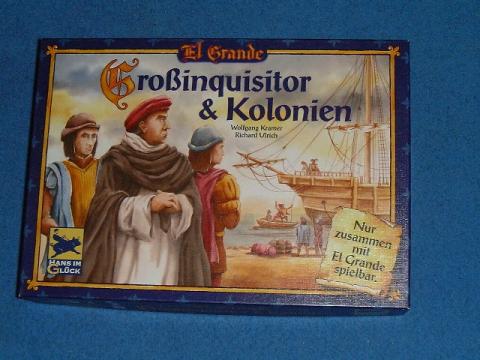 El Grande
Großinquisitor
& Kolonien
Wolfgang Kramer
Richard Ulrich
Nur
zusammen
mit
El Grande
spielbar.
HANS IM
GLÜCK